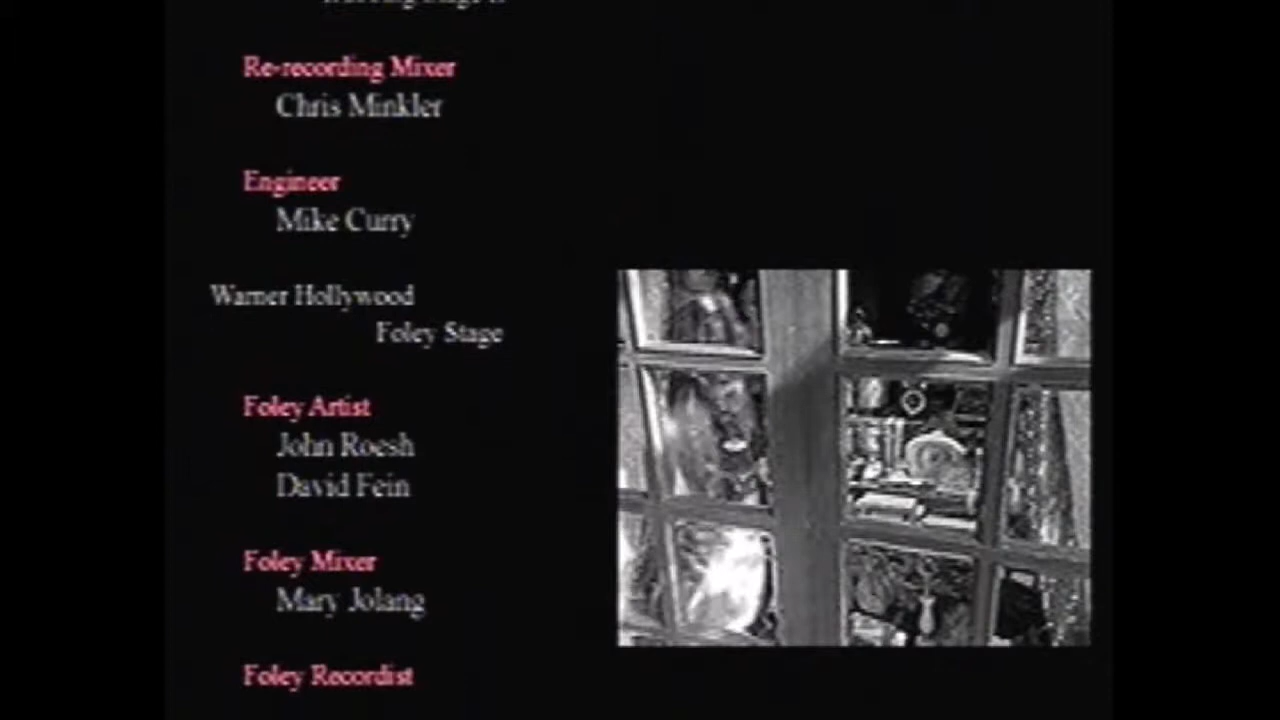 Re-recording Mixer
Chris Minkler
Engineer
Mike Curry
Warner Hollywood
Foley Stage
Foley Artist
John Roesh
David Fein
Foley Mixer
Mary Jolang
Foley Recordist